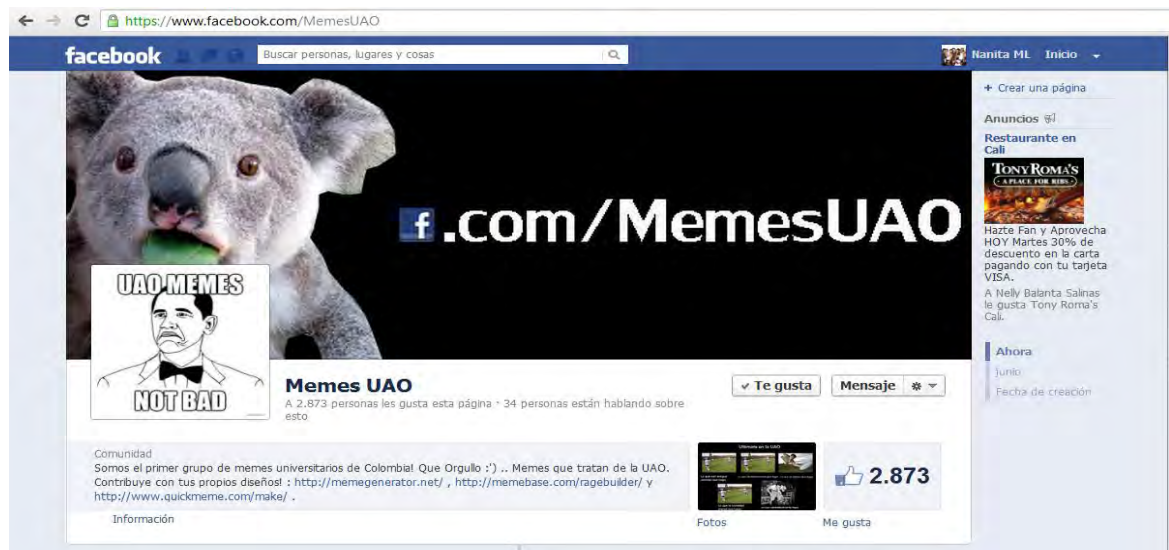 https://www.facebook.com/MemesUAO
facebook
Buscar personas, lugares y cosas
Nanita ML Inicio
.com/MemesUAO
UAO MEMES
NOT BAD
Memes UAO
A 2.873 personas les gusta esta página · 34 personas están hablando sobre
esto
Te gusta
Mensaje
Comunidad
Somos el primer grupo de memes universitarios de Colombia! Que Orgullo :') .. Memes que tratan de la UAO.
Contribuye con tus propios diseños! : http://memegenerator.net/ , http://memebase.com/ragebuilder/ y
http://www.quickmeme.com/make/ .
Información
Fotos
2.873
Me gusta
+ Crear una página
Anuncios
Restaurante en
Cali
TONY ROMA'S
A PLACE FOR RIBS
Hazte Fan y Aprovecha
HOY Martes 30% de
descuento en la carta
pagando con tu tarjeta
VISA.
A Nelly Balanta Salinas
le gusta Tony Roma's
Cali.
Ahora
Junio
Fecha de creación